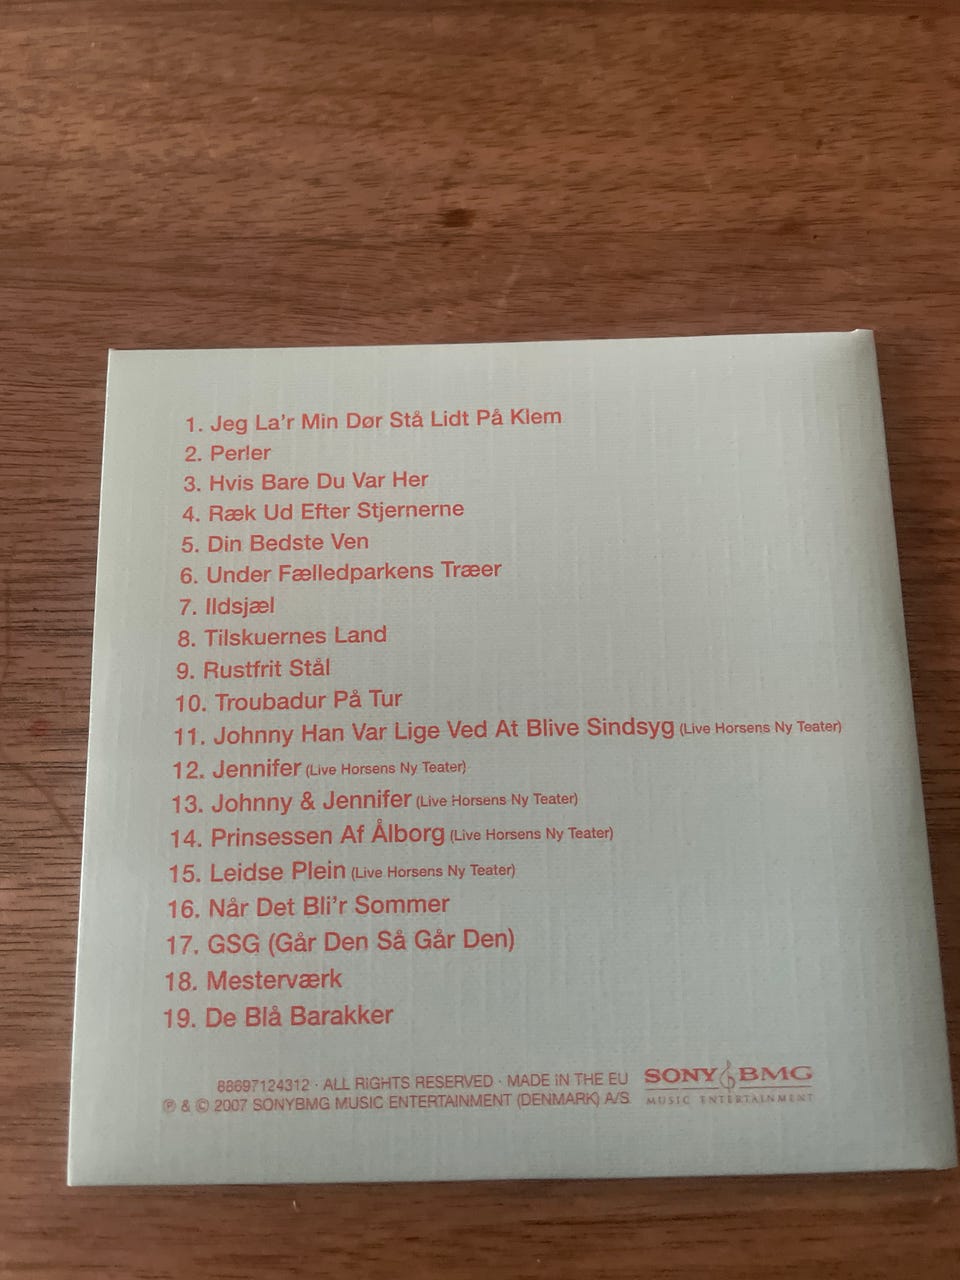 1. Jeg La'r Min Dør Stå Lidt På Klem
2. Perler
3. Hvis Bare Du Var Her
4. Ræk Ud Efter Stjernerne
5. Din Bedste Ven
6. Under Fælledparkens Træer
7. Ildsjæl
8. Tilskuernes Land
9. Rustfrit Stål
10. Troubadur På Tur
11. Johnny Han Var Lige Ved At Blive Sindsyg (Live Horsens Ny Teater)
12. Jennifer (Live Horsens Ny Teater)
13. Johnny & Jennifer (Live Horsens Ny Teater)
14. Prinsessen Af Ålborg (Live Horsens Ny Teater)
15. Leidse Plein (Live Horsens Ny Teater)
16. Når Det Bli'r Sommer
17. GSG (Går Den Så Går Den)
18. Mesterværk
19. De Blå Barakker
88697124312 · ALL RIGHTS RESERVED · MADE IN THE EU
℗ & © 2007 SONYBMG MUSIC ENTERTAINMENT (DENMARK) A/S
SONY BMG
MUSIC ENTERTAINMENT